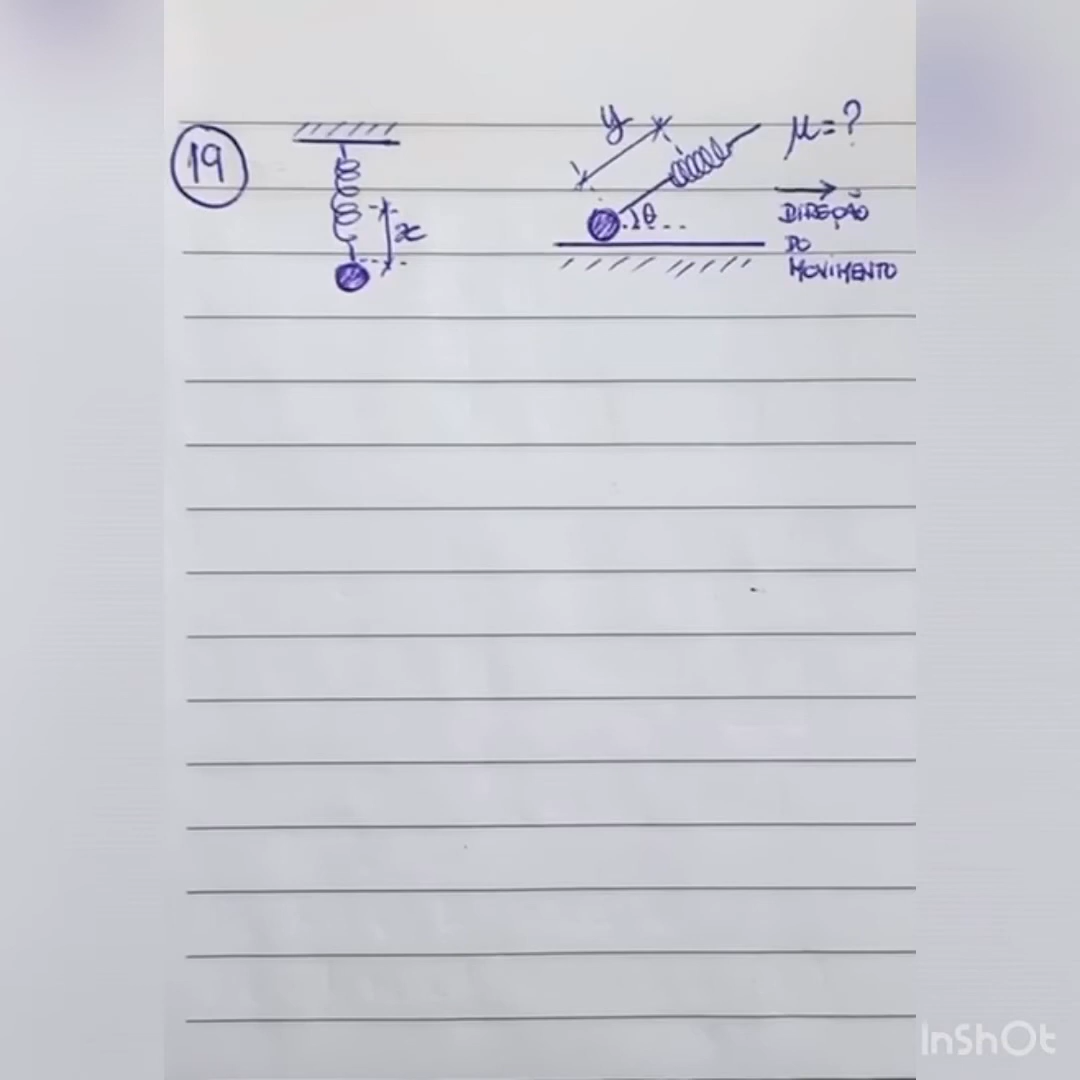 19
x
y
θ
μ = ?
DIREÇÃO
DO
MOVIMENTO
InShOt